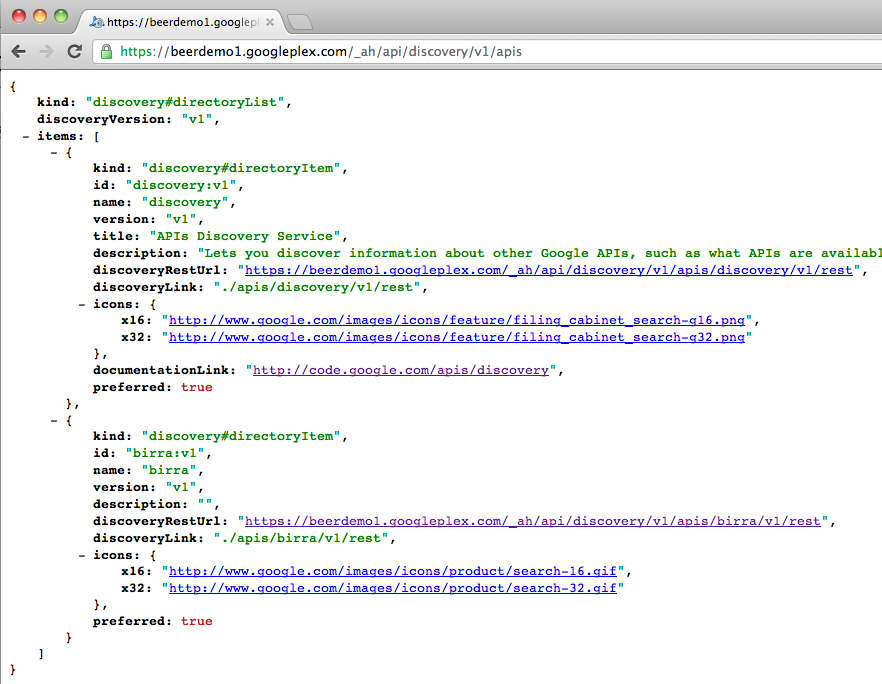 https://beerdemo1.googlepl
https://beerdemo1.googleplex.com/_ah/api/discovery/v1/apis
{
kind: "discovery#directoryList",
discoveryVersion: "v1",
- items: [
- {
kind: "discovery#directoryItem",
id: "discovery:v1",
name: "discovery",
version: "v1",
title: "APIs Discovery Service",
description: "Lets you discover information about other Google APIs, such as what APIs are availabl
discoveryRestUrl: "https://beerdemo1.googleplex.com/_ah/api/discovery/v1/apis/discovery/v1/rest",
discoveryLink: "./apis/discovery/v1/rest",
- icons: {
x16: "http://www.google.com/images/icons/feature/filing_cabinet_search-g16.png",
x32: "http://www.google.com/images/icons/feature/filing_cabinet_search-g32.png"
},
documentationLink: "http://code.google.com/apis/discovery",
preferred: true
},
- {
kind: "discovery#directoryItem",
id: "birra:v1",
name: "birra",
version: "v1",
description: "",
discoveryRestUrl: "https://beerdemo1.googleplex.com/_ah/api/discovery/v1/apis/birra/v1/rest",
discoveryLink: "./apis/birra/v1/rest",
- icons: {
x16: "http://www.google.com/images/icons/product/search-16.gif",
x32: "http://www.google.com/images/icons/product/search-32.gif"
},
preferred: true
}
]
}